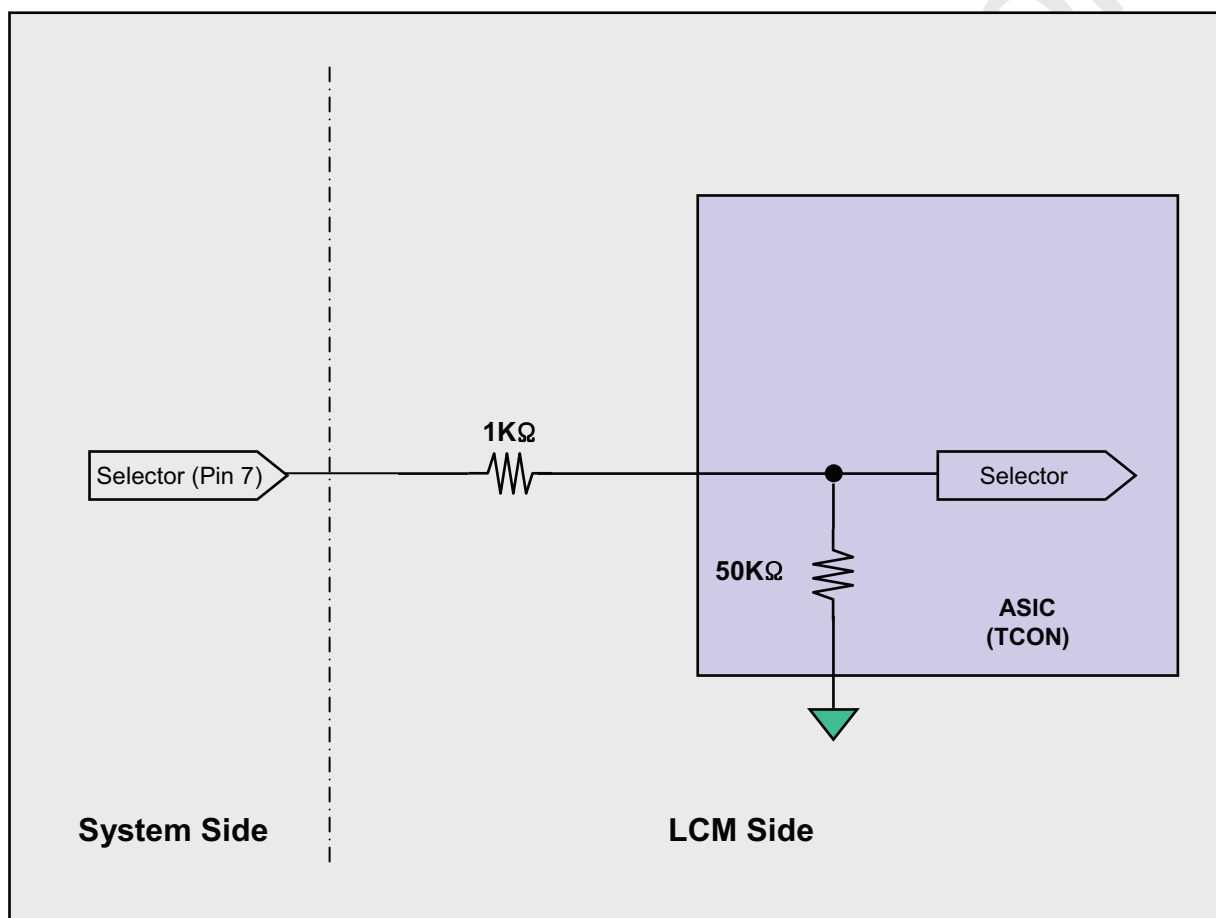 1KΩ
Selector (Pin 7)
Selector
50KΩ
ASIC
(TCON)
System Side
LCM Side